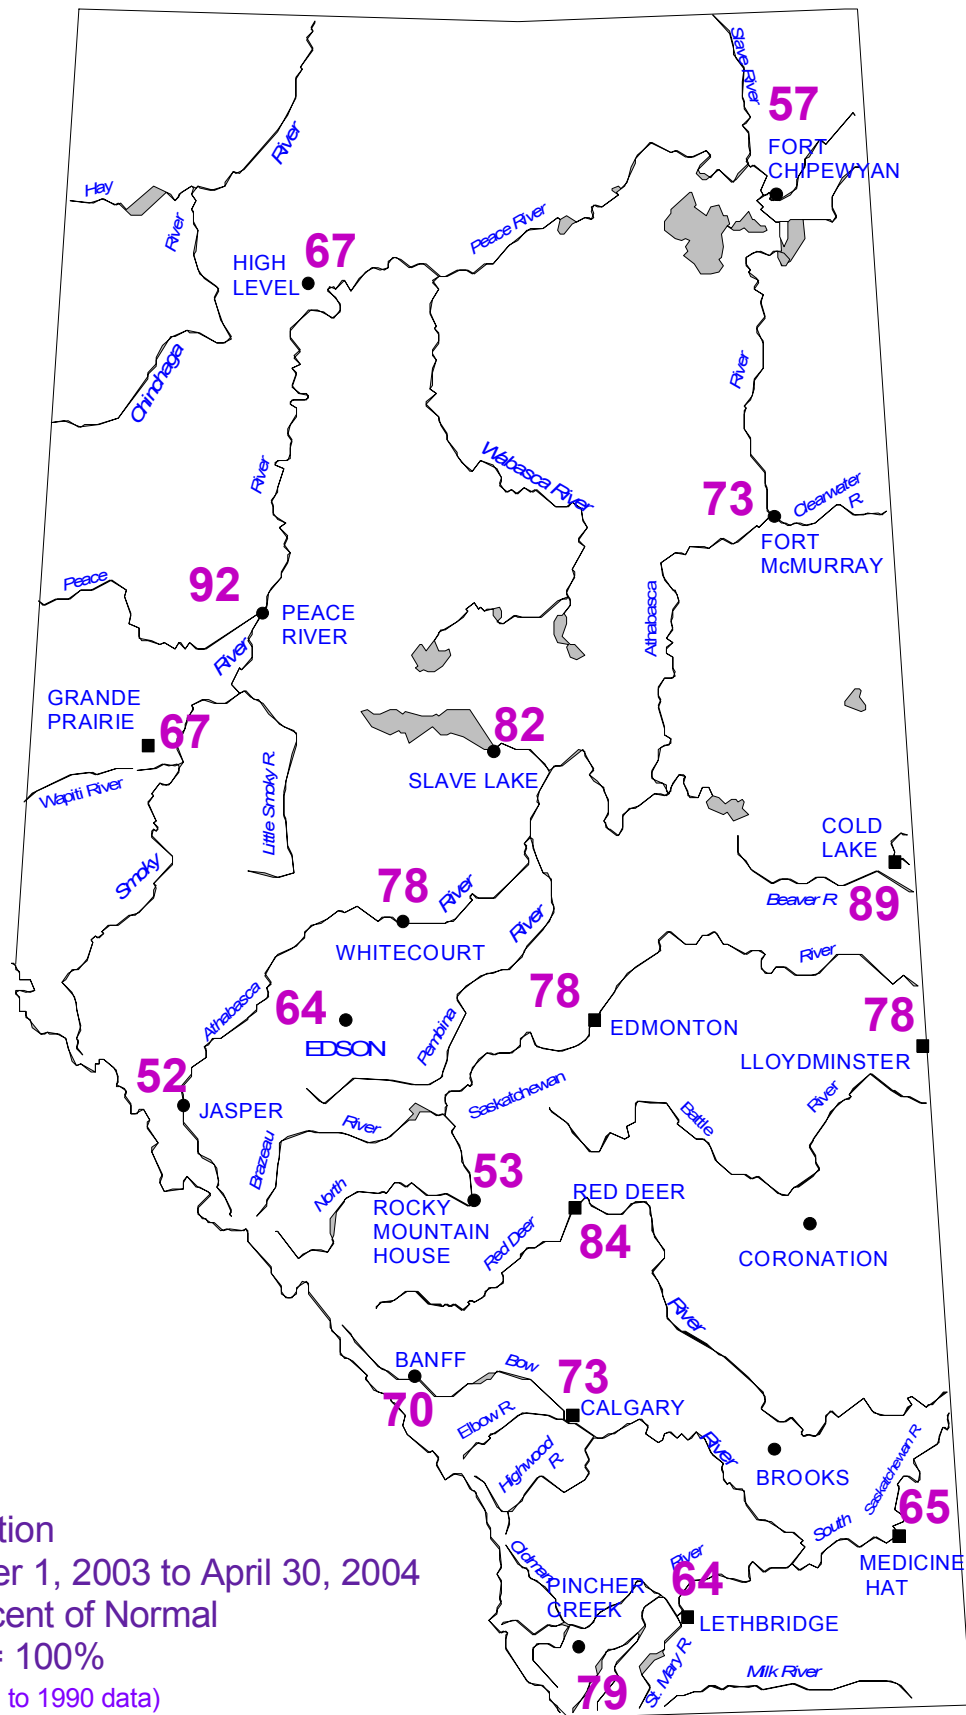 Slave River
57
FORT
CHIPEWYAN
River
Hay
River
Peace River
67
HIGH
LEVEL
Chinchaga
River
River
Wabasca River
73
Clearwater
R.
FORT
McMURRAY
92
Peace
PEACE
RIVER
Athabasca
River
GRANDE
PRAIRIE
67
82
SLAVE LAKE
Wapiti River
Little Smoky R.
COLD
LAKE
Smoky
78
River
Beaver R.
89
WHITECOURT
River
River
64
EDSON
Athabasca
Pembina
78
EDMONTON
78
LLOYDMINSTER
52
JASPER
Saskatchewan
River
Battle
River
Brazeau
North
53
ROCKY
MOUNTAIN
HOUSE
RED DEER
84
Red Deer
CORONATION
River
BANFF
70
Bow
73
CALGARY
Elbow R.
Highwood
R.
River
BROOKS
Saskatchewan R.
South
65
MEDICINE
HAT
Oldman
River
PINCHER
CREEK
64
LETHBRIDGE
79
St. Mary R.
Milk River
tion
er 1, 2003 to April 30, 2004
cent of Normal
= 100%
to 1990 data)